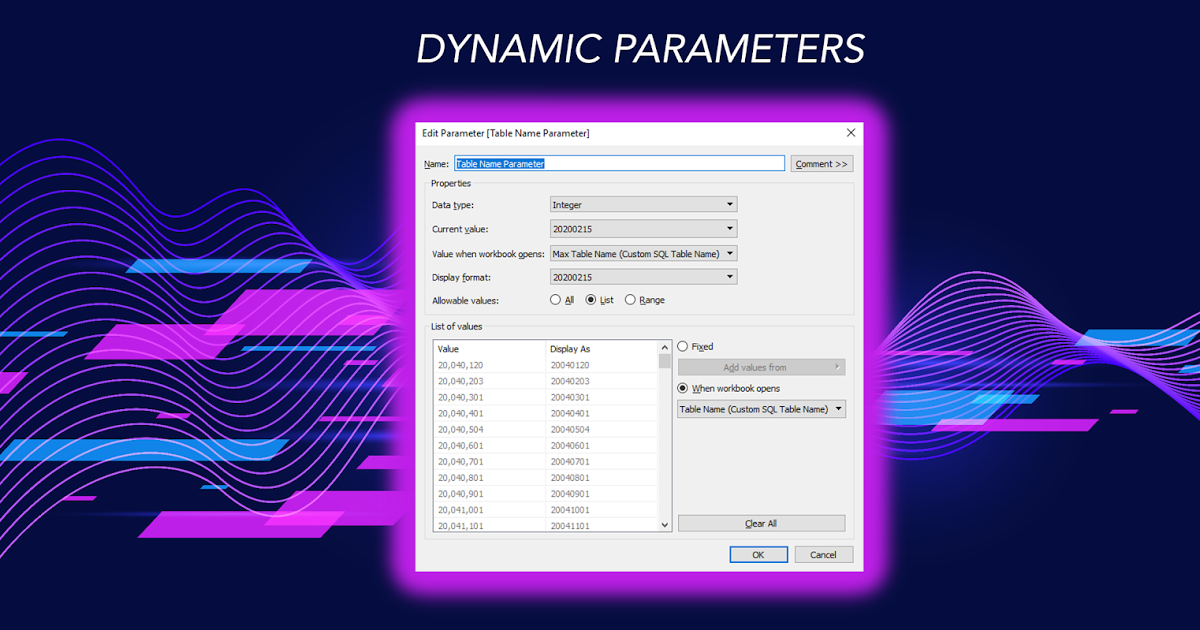 DYNAMIC PARAMETERS
Edit Parameter [Table Name Parameter]
Name: Table Name Parameter Comment >>
Properties
Data type: Integer
Current value: 20200215
Value when workbook opens: Max Table Name (Custom SQL Table Name)
Display format: 20200215
Allowable values: All List Range
List of values
Value Display As Fixed
20,040,120 20040120 Add values from
20,040,203 20040203 When workbook opens
20,040,301 20040301 Table Name (Custom SQL Table Name)
20,040,401 20040401
20,040,504 20040504
20,040,601 20040601
20,040,701 20040701
20,040,801 20040801
20,040,901 20040901
20,041,001 20041001
20,041,101 20041101 Clear All
OK Cancel